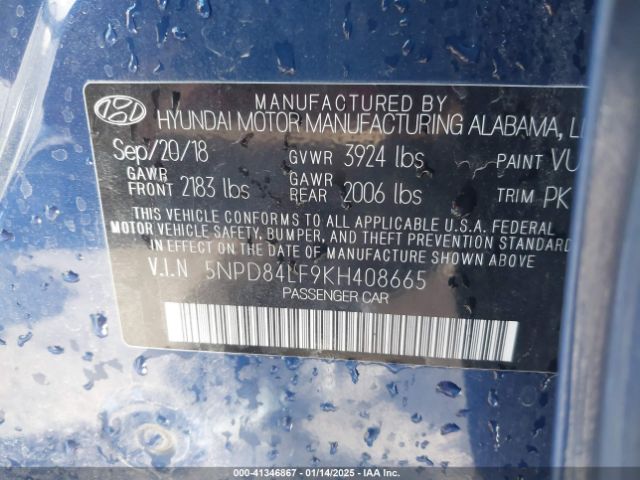 MANUFACTURED BY
HYUNDAI MOTOR MANUFACTURING ALABAMA,
Sep/20/18 GVWR 3924 lbs PAINT VU
GAWR FRONT 2183 lbs GAWR REAR 2006 lbs TRIM PK
THIS VEHICLE CONFORMS TO ALL APPLICABLE U.S.A. FEDERAL
MOTOR VEHICLE SAFETY, BUMPER, AND THEFT PREVENTION STANDARD
IN EFFECT ON THE DATE OF MANUFACTURE SHOWN ABOVE
V.I.N 5NPD84LF9KH408665
PASSENGER CAR
000-41346867 - 01/14/2025 - IAA Inc.